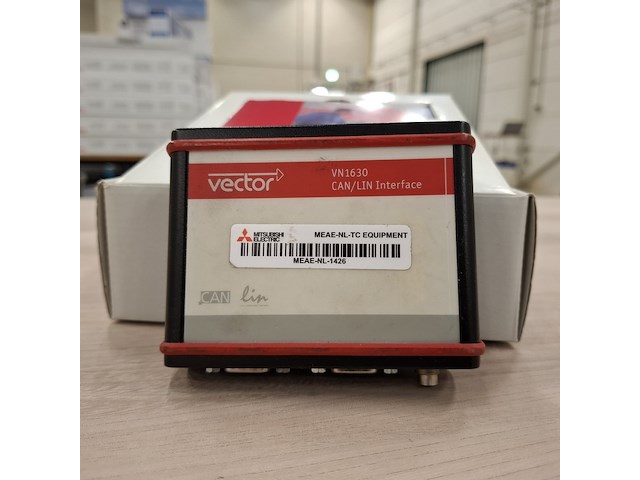 vector
VN1630
CAN/LIN Interface
MITSUBISHI
ELECTRIC
MEAE-NL-TC EQUIPMENT
MEAE-NL-1426
CAN
lin